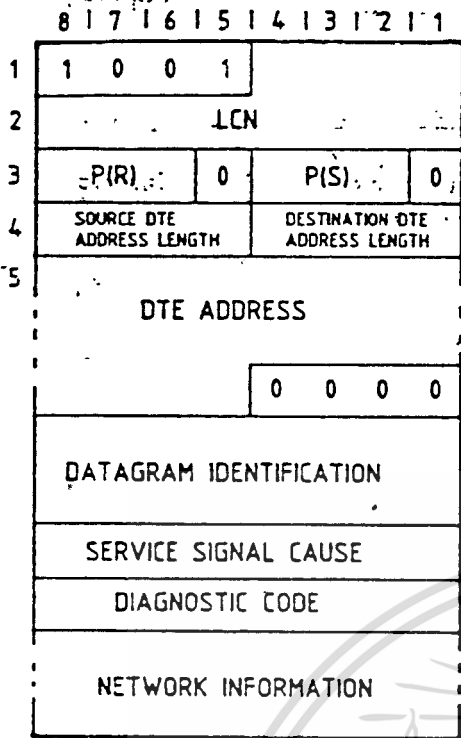 8 | 7 | 6 | 5 | 4 | 3 | 2 | 1
1 1 0 0 1
2 LCN
3 P(R) 0 P(S) 0
4 SOURCE DTE ADDRESS LENGTH DESTINATION DTE ADDRESS LENGTH
5
DTE ADDRESS
0 0 0 0
DATAGRAM IDENTIFICATION
SERVICE SIGNAL CAUSE
DIAGNOSTIC CODE
NETWORK INFORMATION